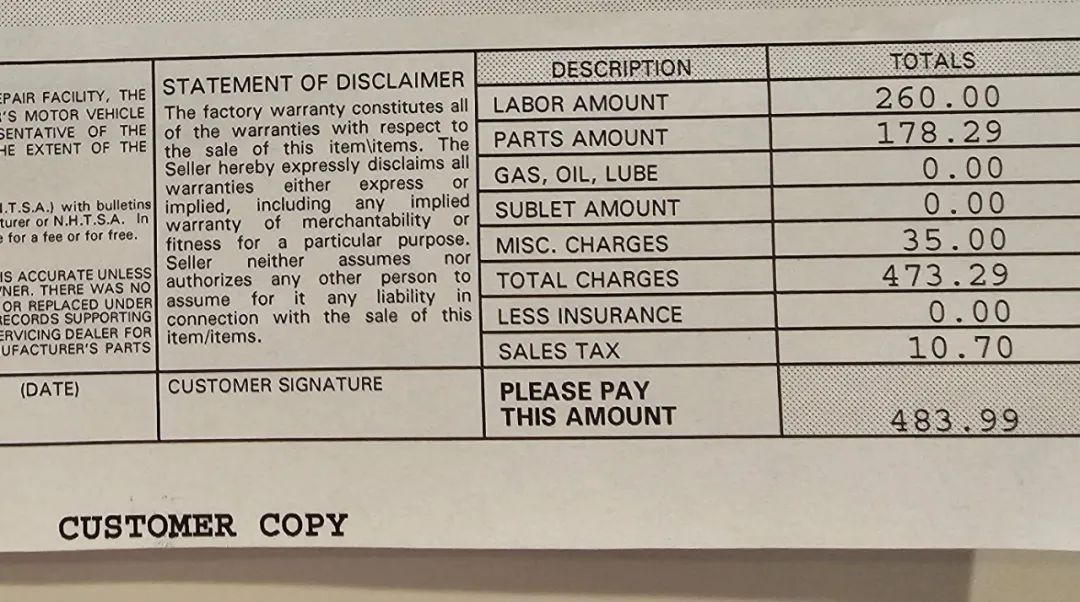 EPAIR FACILITY, THE
'S MOTOR VEHICLE
SENTATIVE OF THE
HE EXTENT OF THE
.T.S.A.) with bulletins
turer or N.H.T.S.A. In
e for a fee or for free.
IS ACCURATE UNLESS
NER. THERE WAS NO
OR REPLACED UNDER
RECORDS SUPPORTING
ERVICING DEALER FOR
UFACTURER'S PARTS
(DATE)
STATEMENT OF DISCLAIMER
The factory warranty constitutes all
of the warranties with respect to
the sale of this item\items. The
Seller hereby expressly disclaims all
warranties either express or
implied, including any implied
warranty of merchantability or
fitness for a particular purpose.
Seller neither assumes nor
authorizes any other person to
assume for it any liability in
connection with the sale of this
item/items.
CUSTOMER SIGNATURE
DESCRIPTION TOTALS
LABOR AMOUNT 260.00
PARTS AMOUNT 178.29
GAS, OIL, LUBE 0.00
SUBLET AMOUNT 0.00
MISC. CHARGES 35.00
TOTAL CHARGES 473.29
LESS INSURANCE 0.00
SALES TAX 10.70
PLEASE PAY
THIS AMOUNT 483.99
CUSTOMER COPY